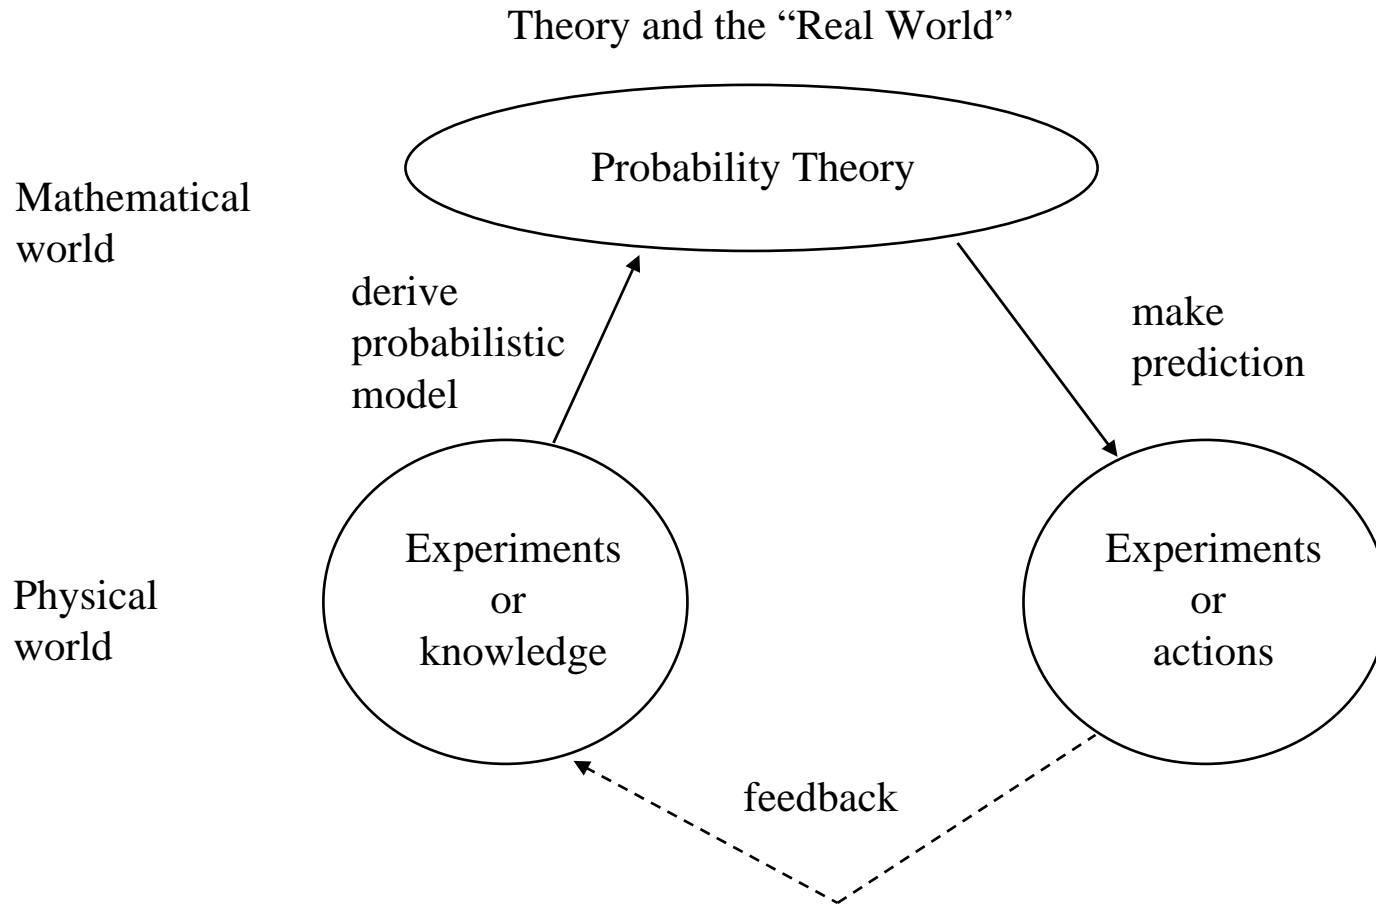 Theory and the “Real World”
Probability Theory
Mathematical
world
derive
probabilistic
model
make
prediction
Experiments
or
knowledge
Experiments
or
actions
Physical
world
feedback